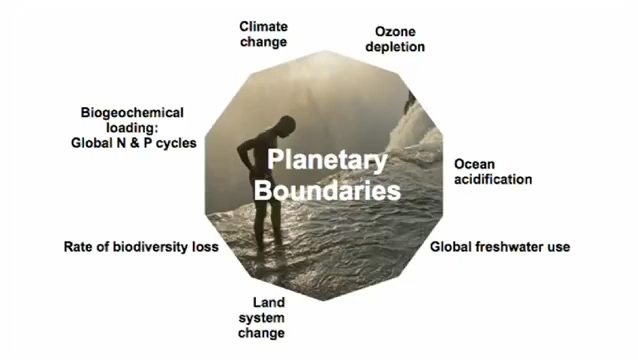 Climate
change
Ozone
depletion
Biogeochemical
loading:
Global N & P cycles
Planetary
Boundaries
Ocean
acidification
Rate of biodiversity loss
Global freshwater use
Land
system
change